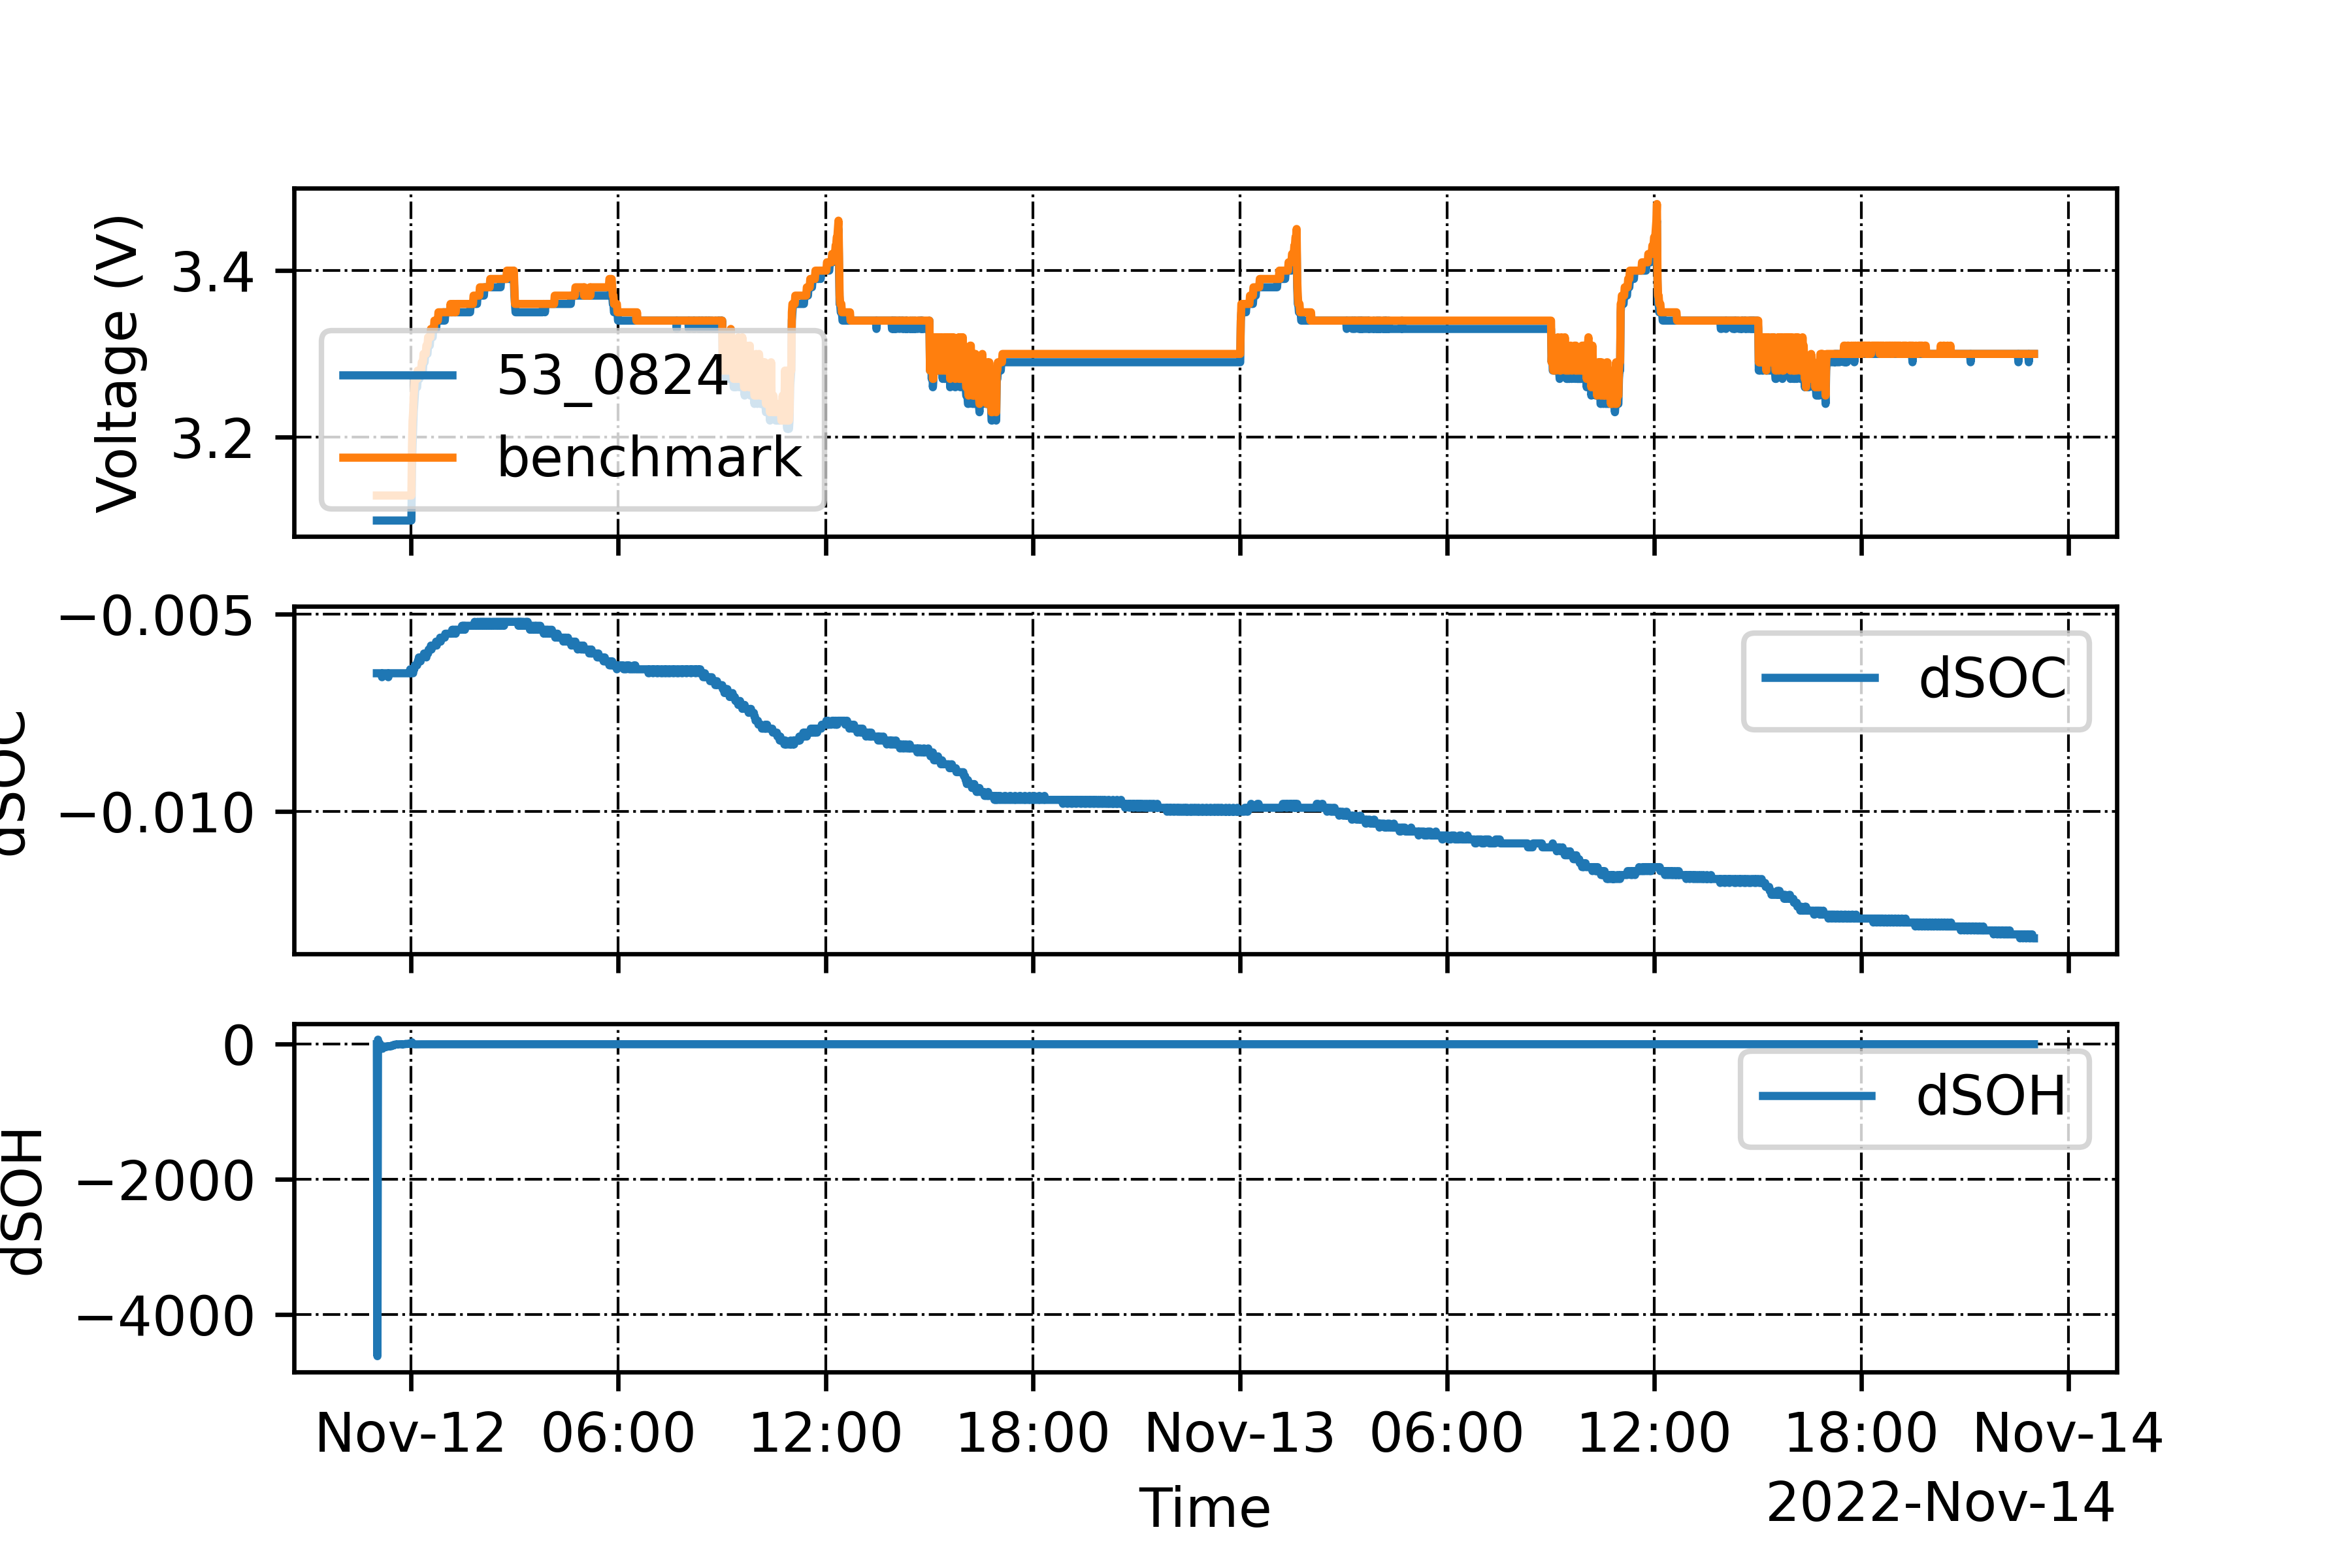 3.4
3.2
Voltage (V)
53_0824
benchmark
−0.005
−0.010
dSOC
dSOC
0
−2000
−4000
dSOH
dSOH
Nov-12 06:00 12:00 18:00 Nov-13 06:00 12:00 18:00 Nov-14
Time
2022-Nov-14